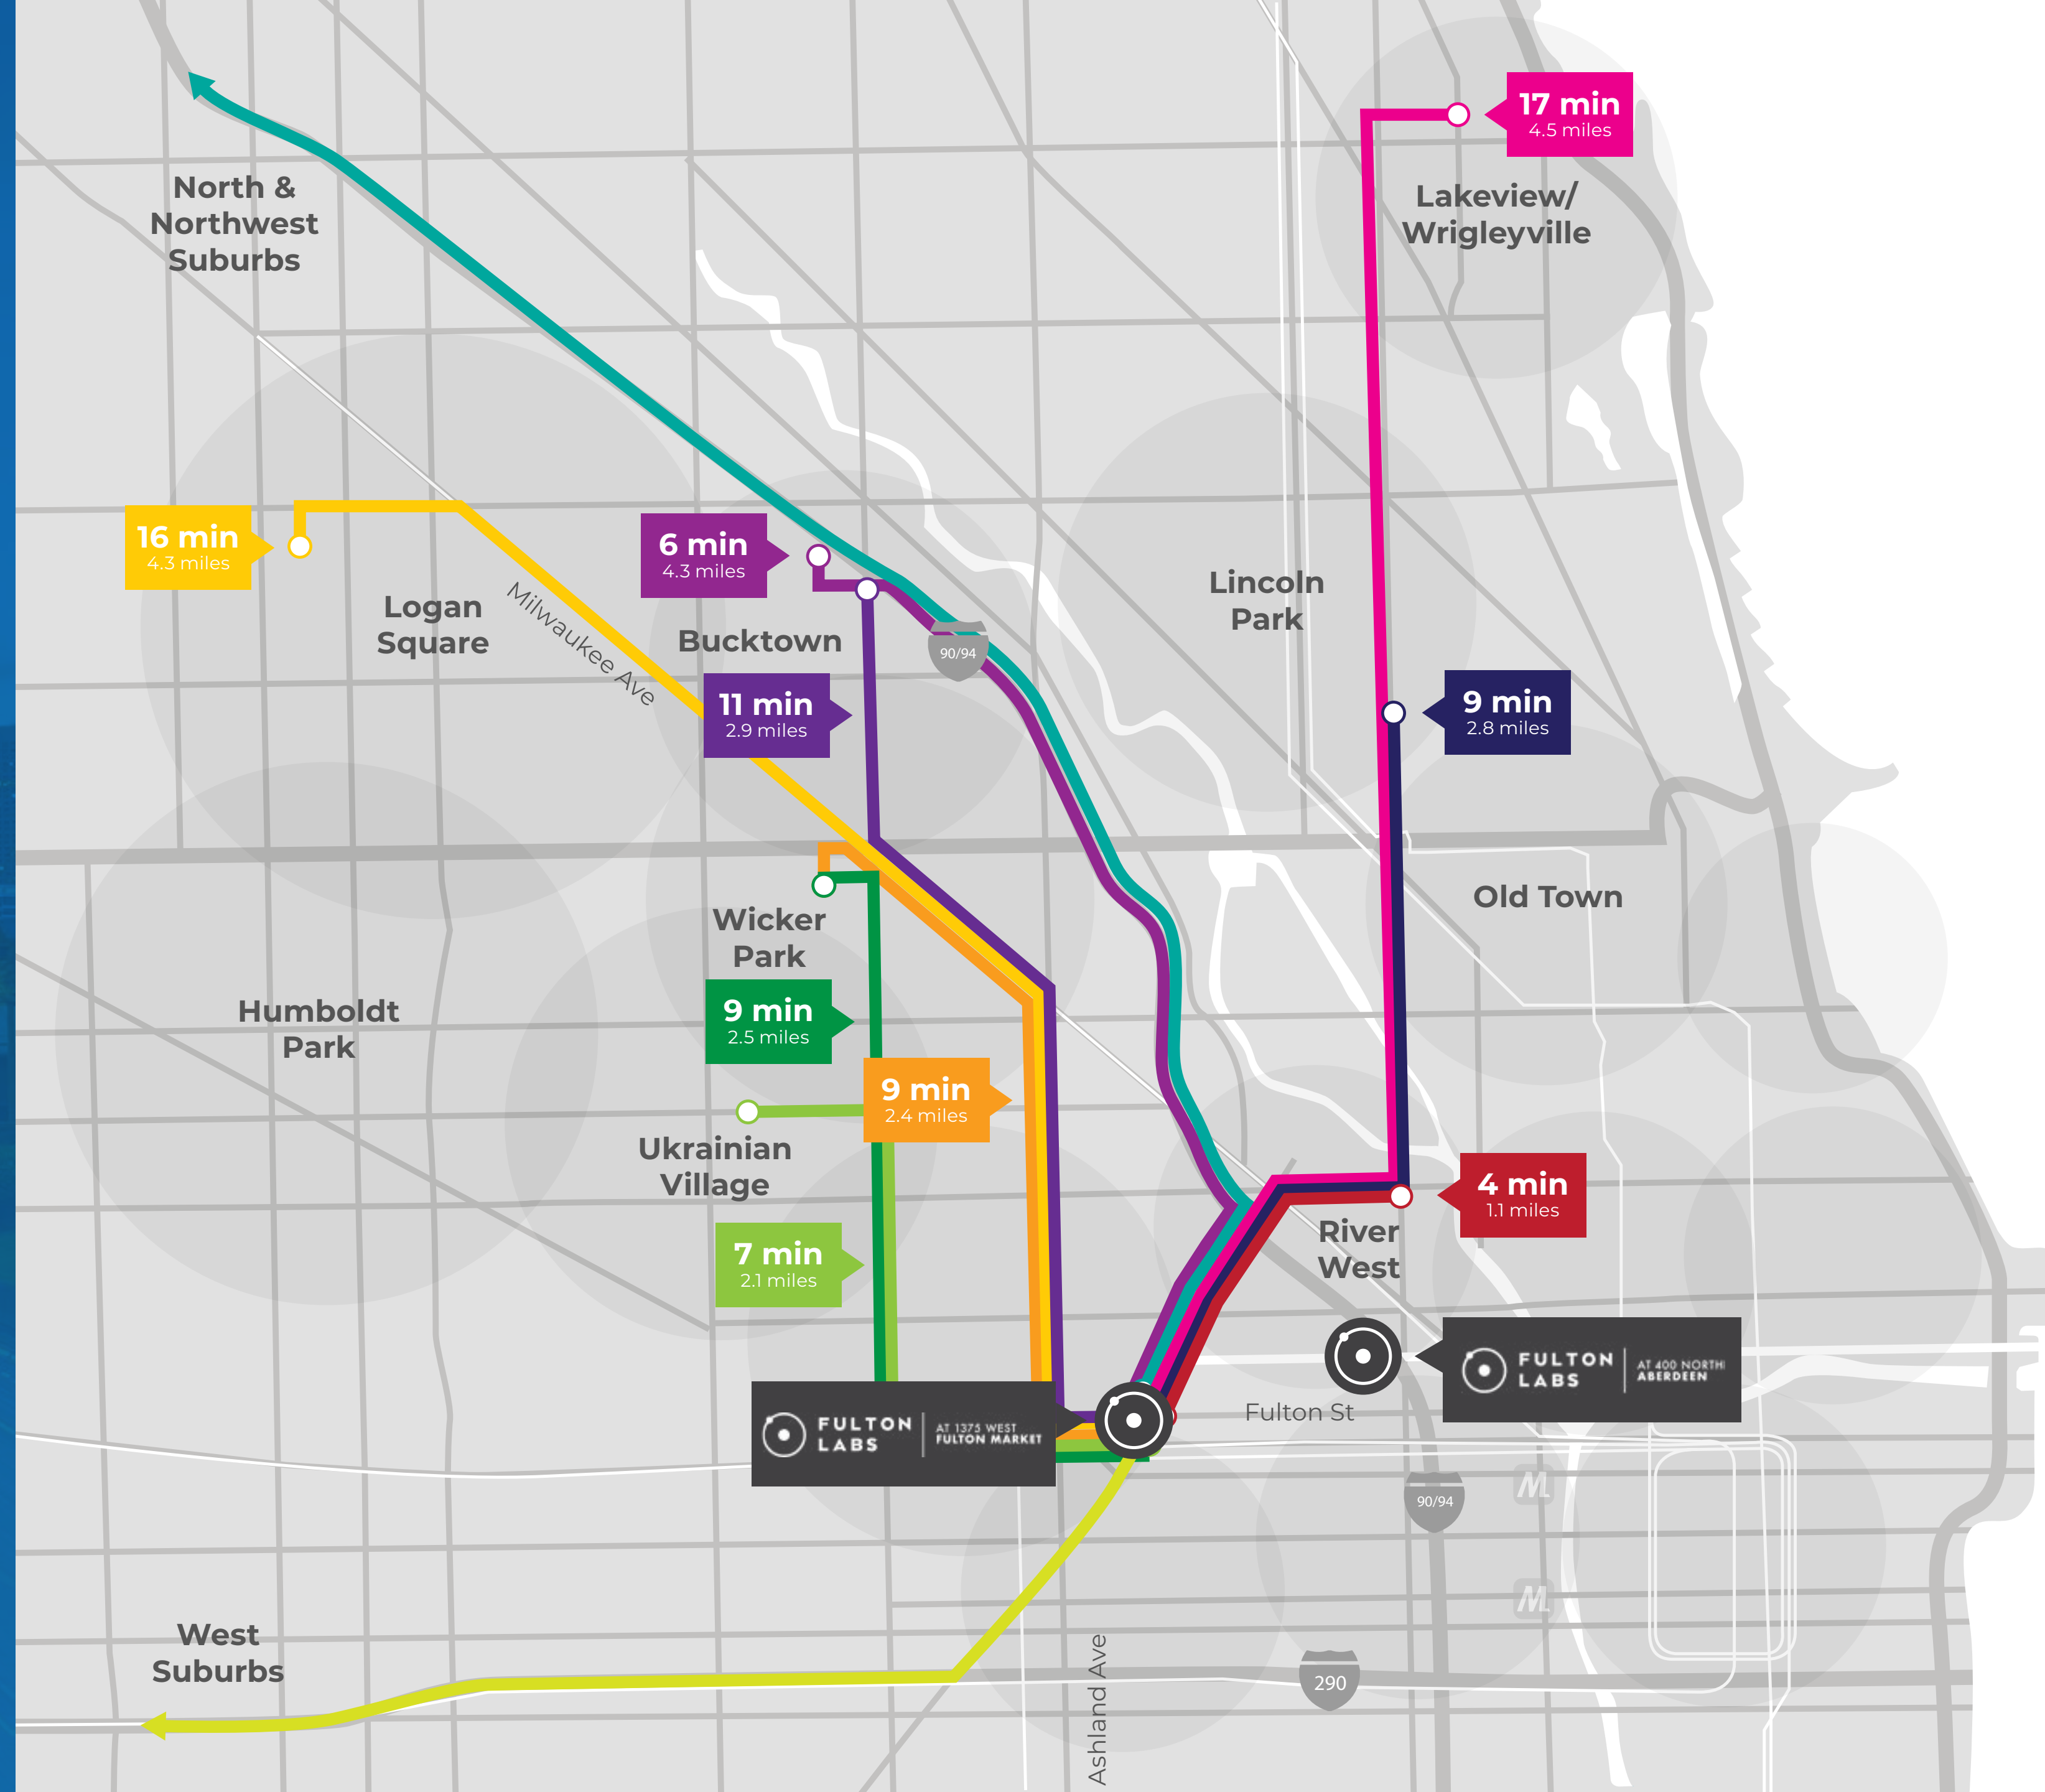 17 min
4.5 miles
North &
Northwest
Suburbs
Lakeview/
Wrigleyville
16 min
4.3 miles
6 min
4.3 miles
Logan
Square
Milwaukee Ave
Bucktown
90/94
Lincoln
Park
11 min
2.9 miles
9 min
2.8 miles
Old Town
Wicker
Park
Humboldt
Park
9 min
2.5 miles
9 min
2.4 miles
Ukrainian
Village
4 min
1.1 miles
River
West
7 min
2.1 miles
FULTON
LABS
AT 400 NORTH
ABERDEEN
Fulton St
FULTON
LABS
AT 1375 WEST
FULTON MARKET
90/94
M
M
West
Suburbs
290
Ashland Ave